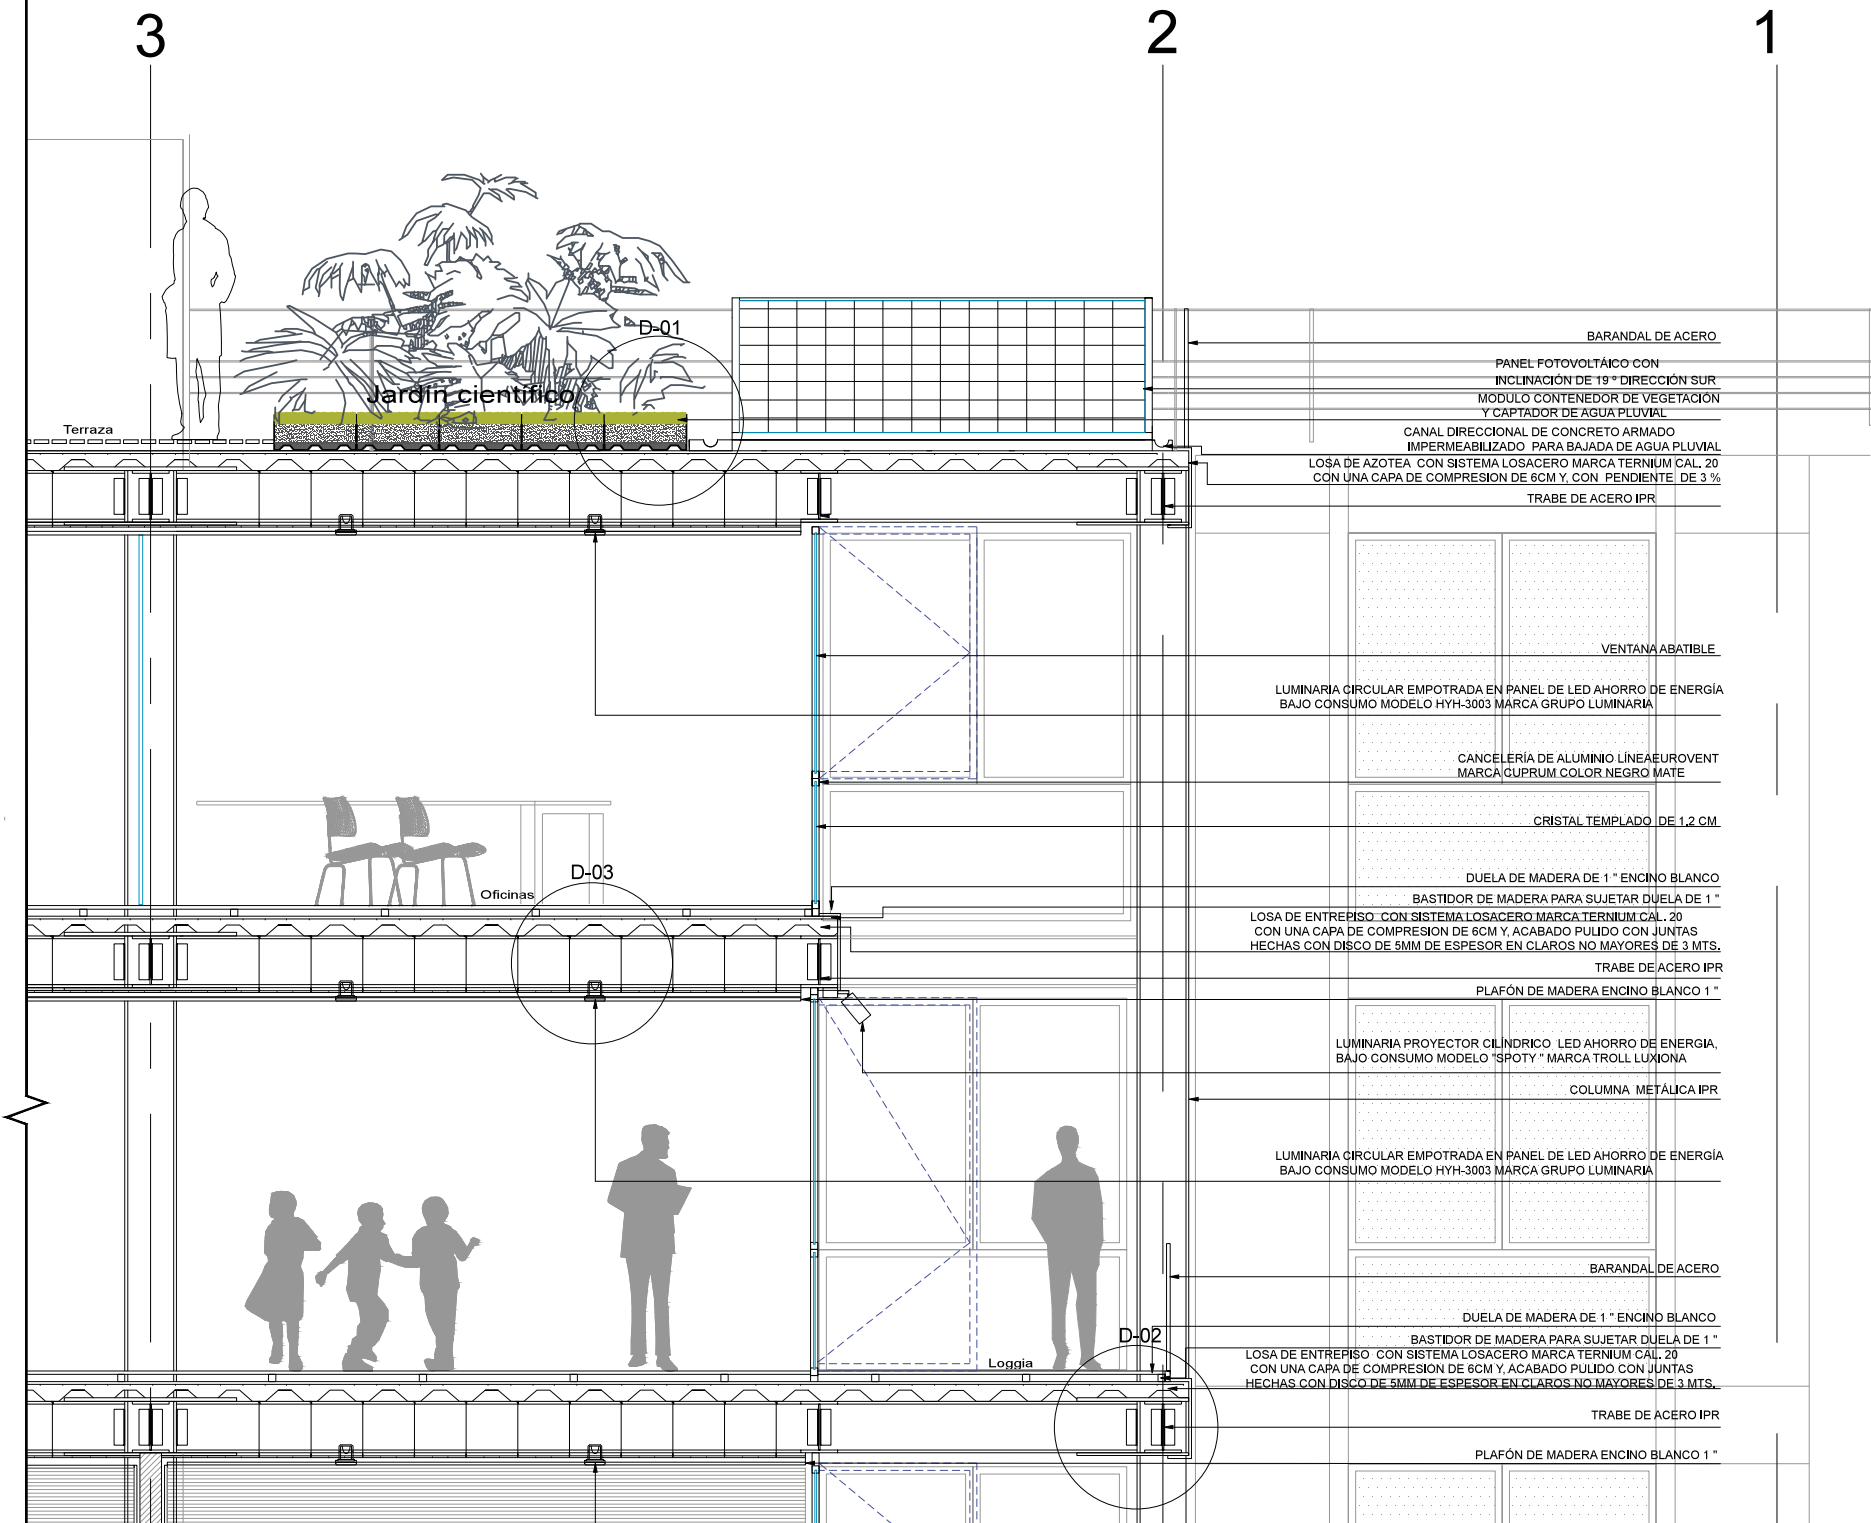 3
2
1
D-01
BARANDAL DE ACERO
PANEL FOTOVOLTÁICO CON
INCLINACIÓN DE 19 º DIRECCIÓN SUR
Jardín científico
MODULO CONTENEDOR DE VEGETACIÓN
Y CAPTADOR DE AGUA PLUVIAL
Terraza
CANAL DIRECCIONAL DE CONCRETO ARMADO
IMPERMEABILIZADO PARA BAJADA DE AGUA PLUVIAL
LOSA DE AZOTEA CON SISTEMA LOSACERO MARCA TERNIUM CAL. 20
CON UNA CAPA DE COMPRESION DE 6CM Y, CON PENDIENTE DE 3 %
TRABE DE ACERO IPR
VENTANA ABATIBLE
LUMINARIA CIRCULAR EMPOTRADA EN PANEL DE LED AHORRO DE ENERGÍA
BAJO CONSUMO MODELO HYH-3003 MARCA GRUPO LUMINARIA
CANCELERÍA DE ALUMINIO LÍNEAEUROVENT
MARCA CUPRUM COLOR NEGRO MATE
CRISTAL TEMPLADO DE 1,2 CM
D-03
DUELA DE MADERA DE 1 " ENCINO BLANCO
Oficinas
BASTIDOR DE MADERA PARA SUJETAR DUELA DE 1 "
LOSA DE ENTREPISO CON SISTEMA LOSACERO MARCA TERNIUM CAL. 20
CON UNA CAPA DE COMPRESION DE 6CM Y, ACABADO PULIDO CON JUNTAS
HECHAS CON DISCO DE 5MM DE ESPESOR EN CLAROS NO MAYORES DE 3 MTS.
TRABE DE ACERO IPR
PLAFÓN DE MADERA ENCINO BLANCO 1 "
LUMINARIA PROYECTOR CILÍNDRICO LED AHORRO DE ENERGIA,
BAJO CONSUMO MODELO "SPOTY " MARCA TROLL LUXIONA
COLUMNA METÁLICA IPR
LUMINARIA CIRCULAR EMPOTRADA EN PANEL DE LED AHORRO DE ENERGÍA
BAJO CONSUMO MODELO HYH-3003 MARCA GRUPO LUMINARIA
BARANDAL DE ACERO
DUELA DE MADERA DE 1 " ENCINO BLANCO
D-02
BASTIDOR DE MADERA PARA SUJETAR DUELA DE 1 "
Loggia
LOSA DE ENTREPISO CON SISTEMA LOSACERO MARCA TERNIUM CAL. 20
CON UNA CAPA DE COMPRESION DE 6CM Y, ACABADO PULIDO CON JUNTAS
HECHAS CON DISCO DE 5MM DE ESPESOR EN CLAROS NO MAYORES DE 3 MTS.
TRABE DE ACERO IPR
PLAFÓN DE MADERA ENCINO BLANCO 1 "